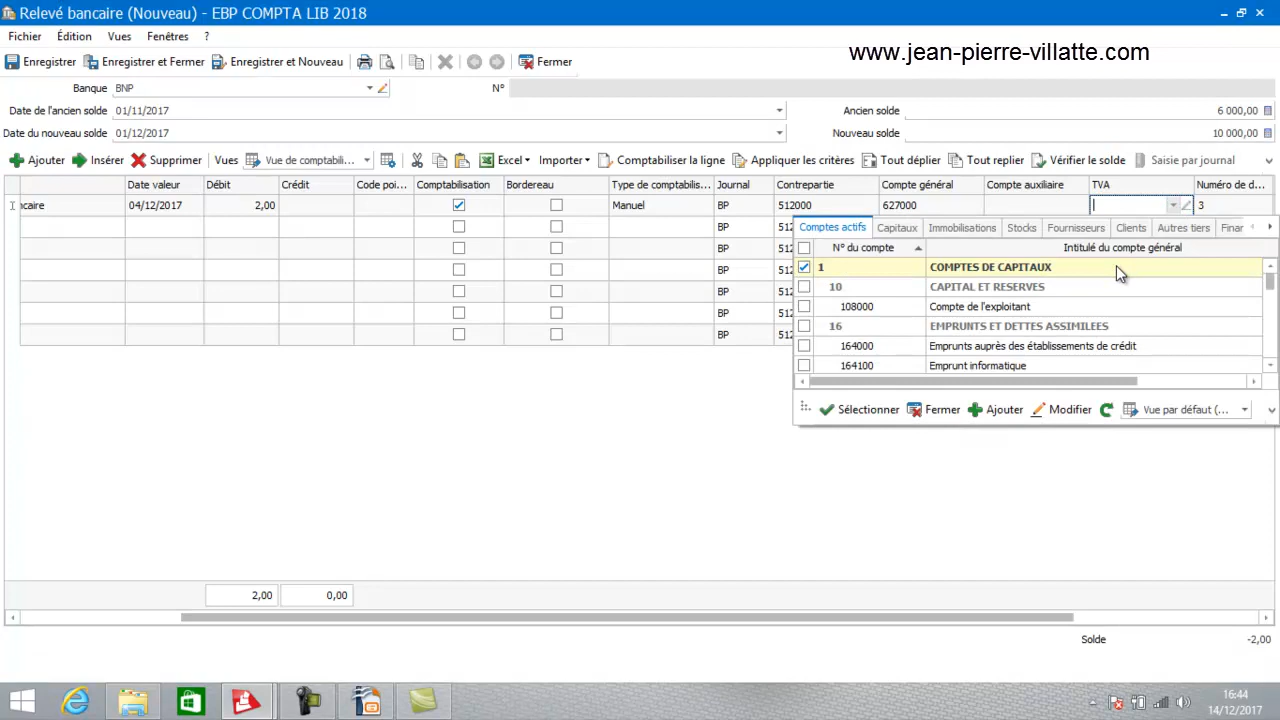 Relevé bancaire (Nouveau) - EBP COMPTA LIB 2018
Fichier Édition Vues Fenêtres ?
www.jean-pierre-villatte.com
Enregistrer Enregistrer et Fermer Enregistrer et Nouveau Fermer
Banque BNP N°
Date de l'ancien solde 01/11/2017 Ancien solde 6 000,00
Date du nouveau solde 01/12/2017 Nouveau solde 10 000,00
Ajouter Insérer Supprimer Vues Vue de comptabili... Excel Importer Comptabiliser la ligne Appliquer les critères Tout déplier Tout replier Vérifier le solde Saisie par journal
Date valeur Débit Crédit Code poi... Comptabilisation Bordereau Type de comptabilis... Journal Contrepartie Compte général Compte auxiliaire TVA Numéro de d...
ncaire 04/12/2017 2,00 Manuel BP 512000 627000 3
BP 512
BP 512
BP 512
BP 512
BP 512
BP 512
Comptes actifs Capitaux Immobilisations Stocks Fournisseurs Clients Autres tiers Finar
N° du compte Intitulé du compte général
1 COMPTES DE CAPITAUX
10 CAPITAL ET RESERVES
108000 Compte de l'exploitant
16 EMPRUNTS ET DETTES ASSIMILEES
164000 Emprunts auprès des établissements de crédit
164100 Emprunt informatique
Sélectionner Fermer Ajouter Modifier Vue par défaut (...
2,00 0,00
Solde -2,00
16:44
14/12/2017